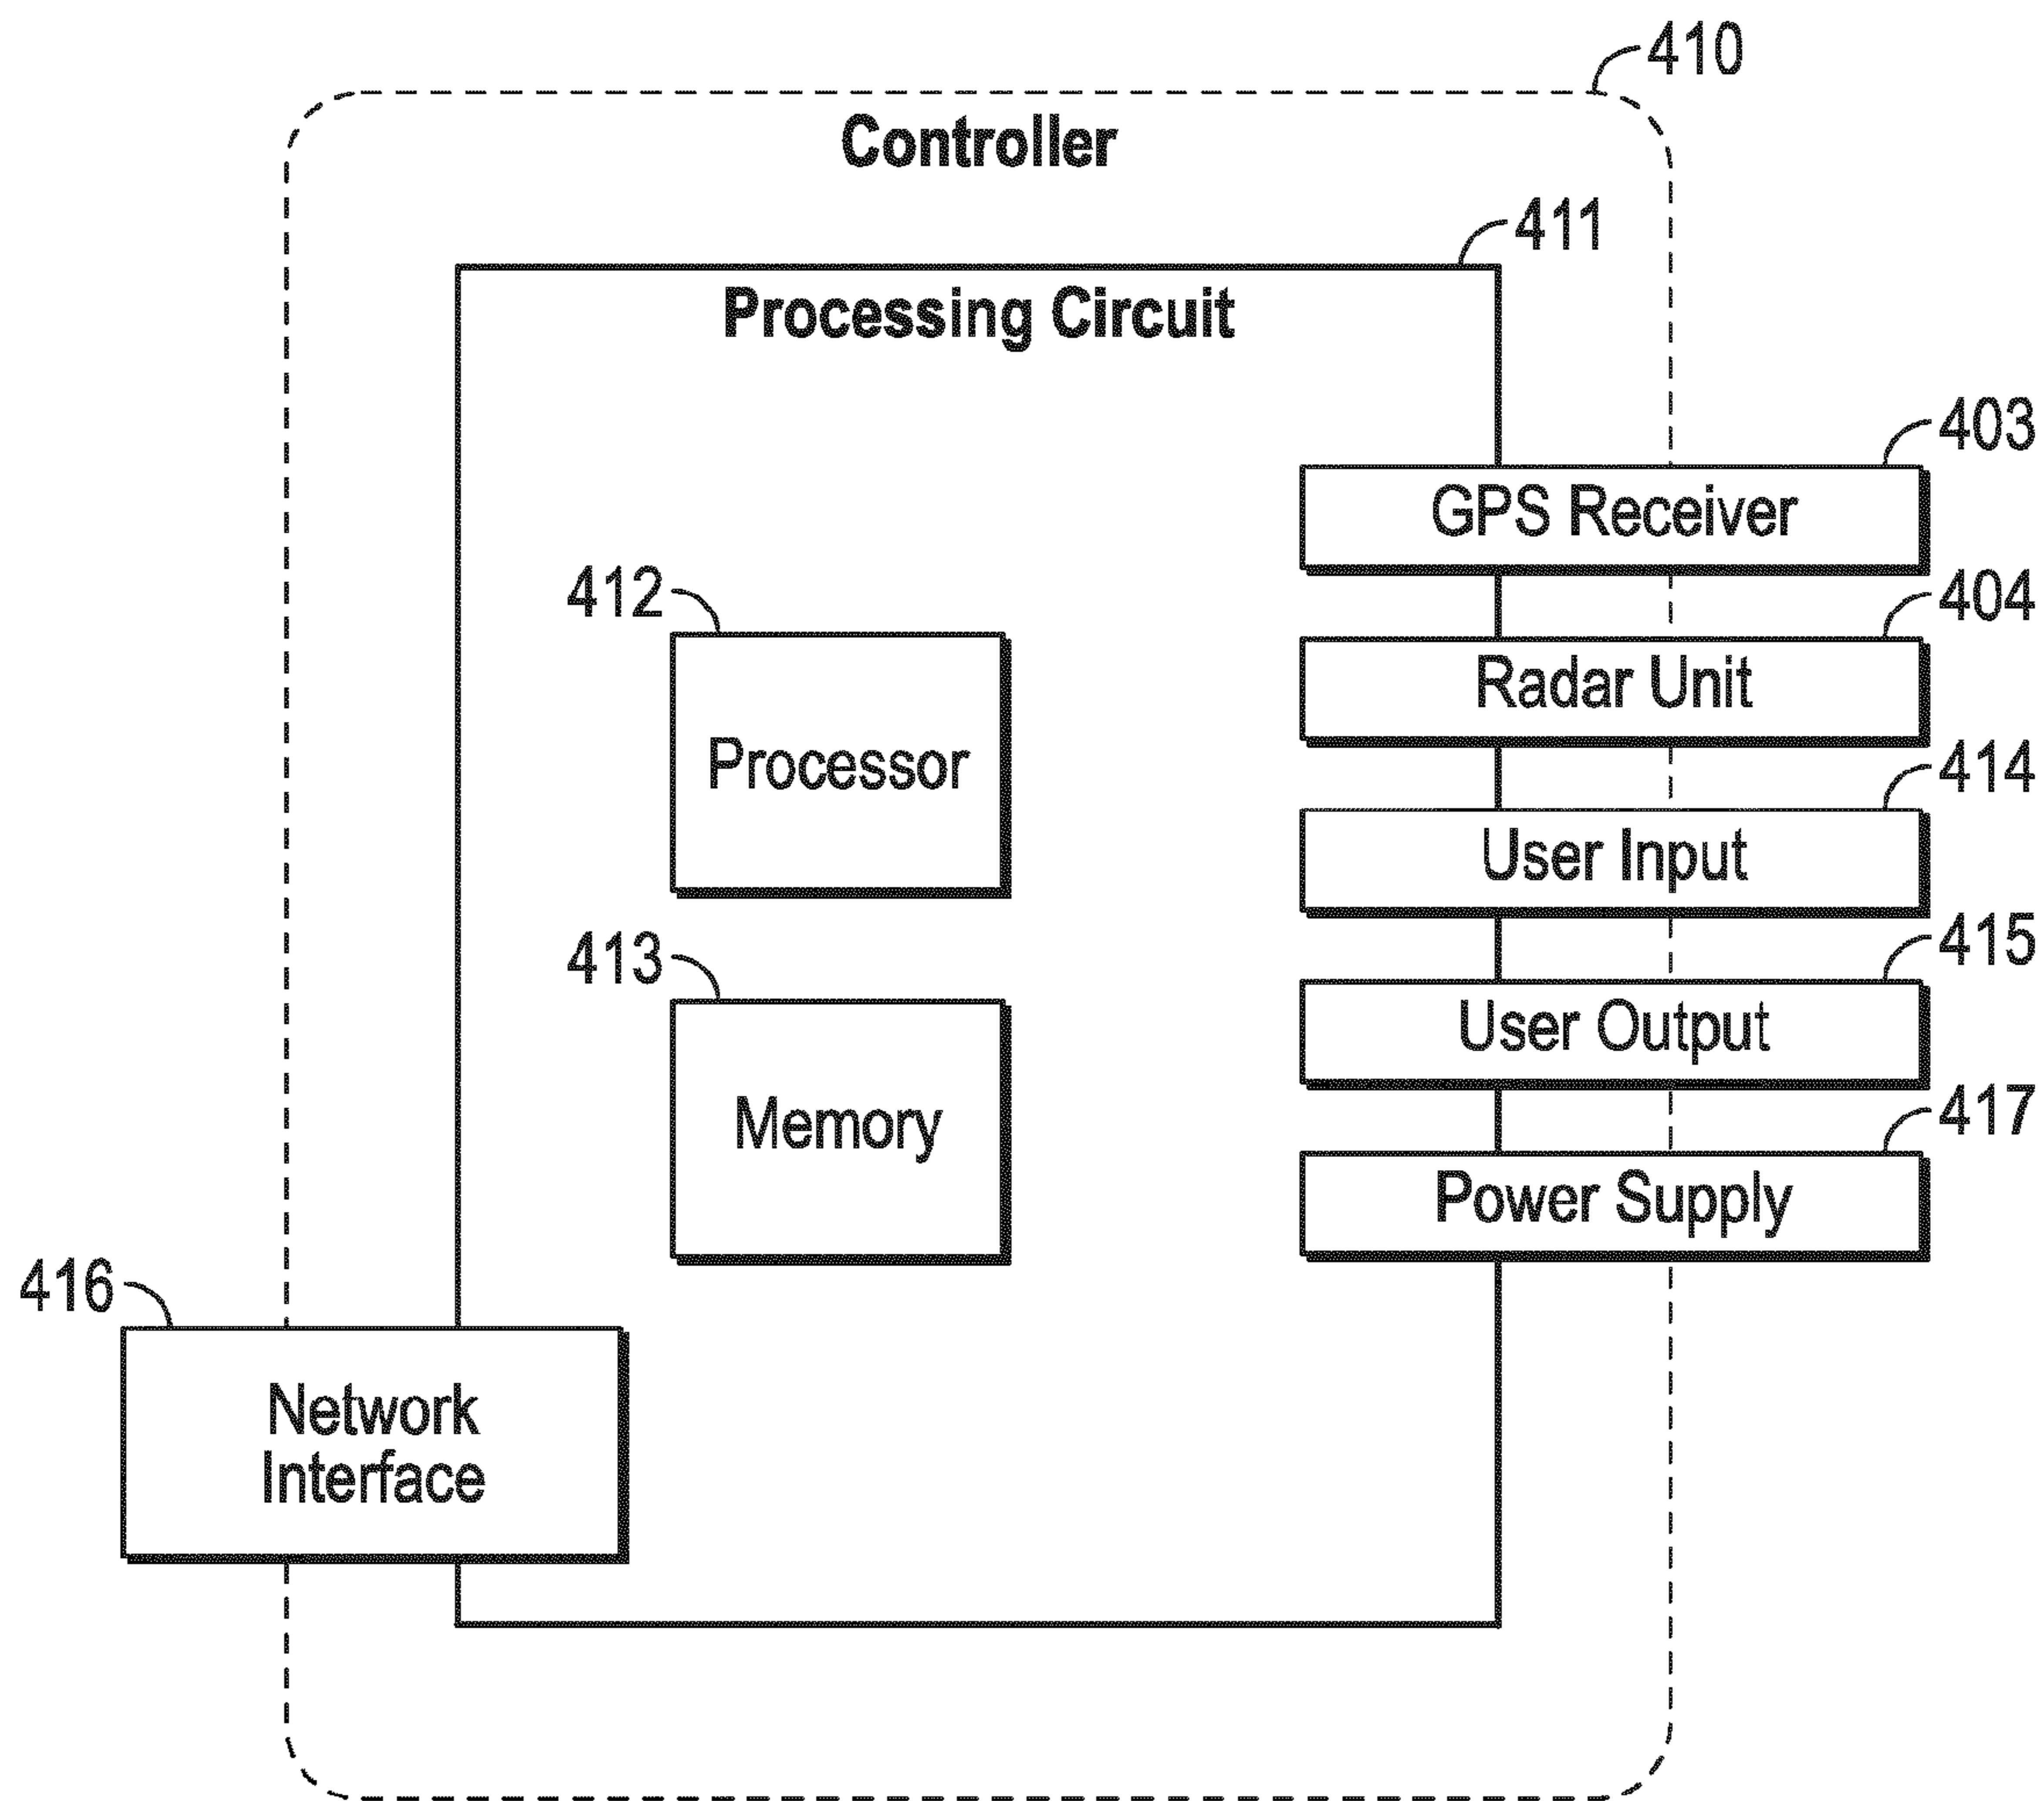 410
Controller
411
Processing Circuit
403
GPS Receiver
412
404
Radar Unit
Processor
414
User Input
413
415
User Output
Memory
417
Power Supply
416
Network
Interface